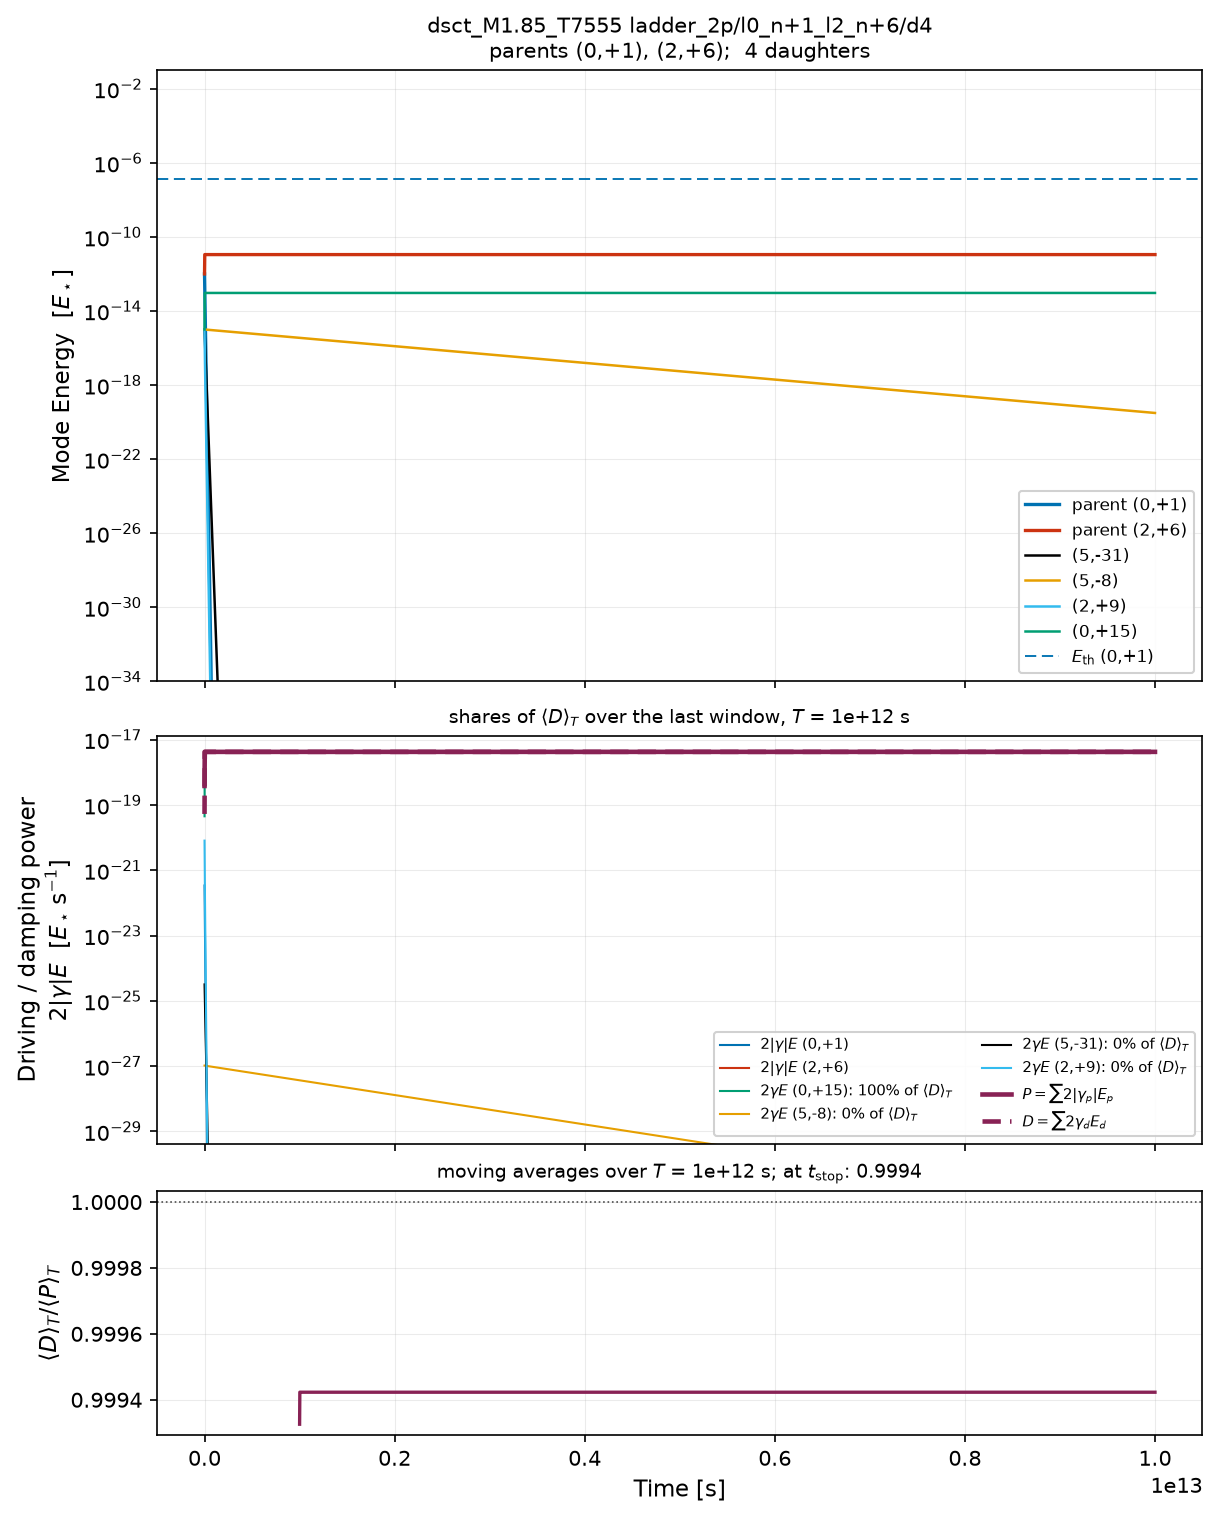 dsct_M1.85_T7555 ladder_2p/l0_n+1_l2_n+6/d4
parents (0,+1), (2,+6);  4 daughters
10⁻²
10⁻⁶
10⁻¹⁰
10⁻¹⁴
10⁻¹⁸
10⁻²²
10⁻²⁶
10⁻³⁰
10⁻³⁴
Mode Energy [E⋆]
parent (0,+1)
parent (2,+6)
(5,-31)
(5,-8)
(2,+9)
(0,+15)
E_th (0,+1)
shares of ⟨D⟩_T over the last window, T = 1e+12 s
10⁻¹⁷
10⁻¹⁹
10⁻²¹
10⁻²³
10⁻²⁵
10⁻²⁷
10⁻²⁹
Driving / damping power
2|γ|E [E⋆ s⁻¹]
2|γ|E (0,+1)
2|γ|E (2,+6)
2γE (0,+15): 100% of ⟨D⟩_T
2γE (5,-8): 0% of ⟨D⟩_T
2γE (5,-31): 0% of ⟨D⟩_T
2γE (2,+9): 0% of ⟨D⟩_T
P = ∑2|γ_p|E_p
D = ∑2γ_dE_d
moving averages over T = 1e+12 s; at t_stop: 0.9994
1.0000
0.9998
0.9996
0.9994
⟨D⟩_T/⟨P⟩_T
0.0
0.2
0.4
0.6
0.8
1.0
1e13
Time [s]